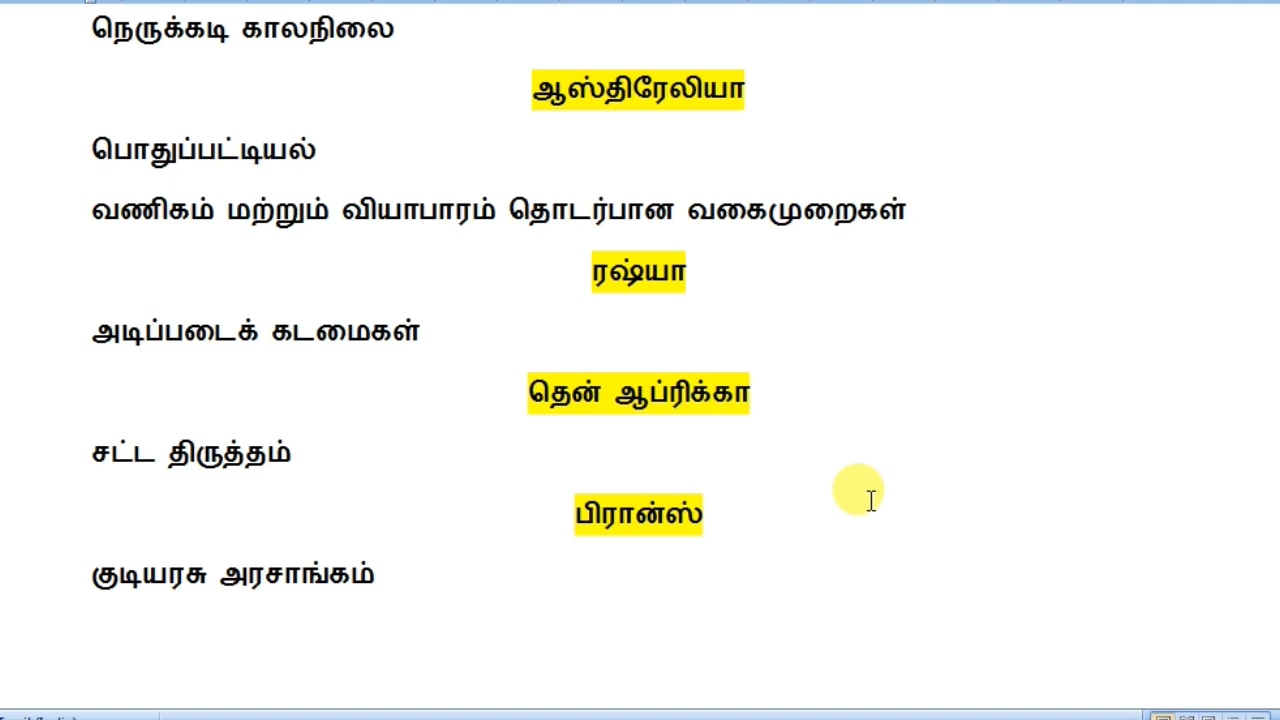 நெருக்கடி காலநிலை
ஆஸ்திரேலியா
பொதுப்பட்டியல்
வணிகம் மற்றும் வியாபாரம் தொடர்பான வகைமுறைகள்
ரஷ்யா
அடிப்படைக் கடமைகள்
தென் ஆப்ரிக்கா
சட்ட திருத்தம்
பிரான்ஸ்
குடியரசு அரசாங்கம்